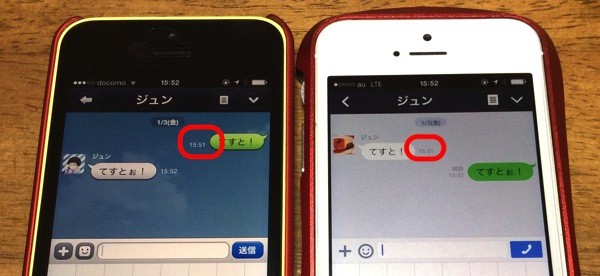 docomo 15:52
ジュン
1/3(金)
15:51 てすと！
ジュン
てすとぉ！ 15:52
送信
au LTE 15:52
ジュン
1/3(金)
ジュン
てすと！ 15:51
既読
15:52 てすとぉ！